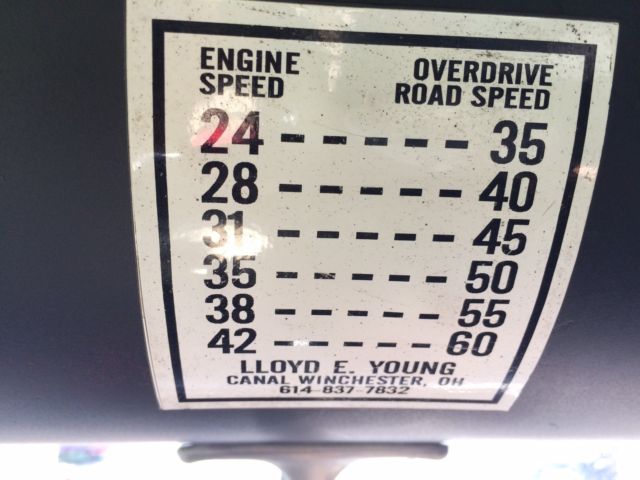 ENGINE SPEED OVERDRIVE ROAD SPEED
24 - - - - - - 35
28 - - - - - - 40
31 - - - - - - 45
35 - - - - - - 50
38 - - - - - - 55
42 - - - - - - 60
LLOYD E. YOUNG
CANAL WINCHESTER, OH
614-837-7832